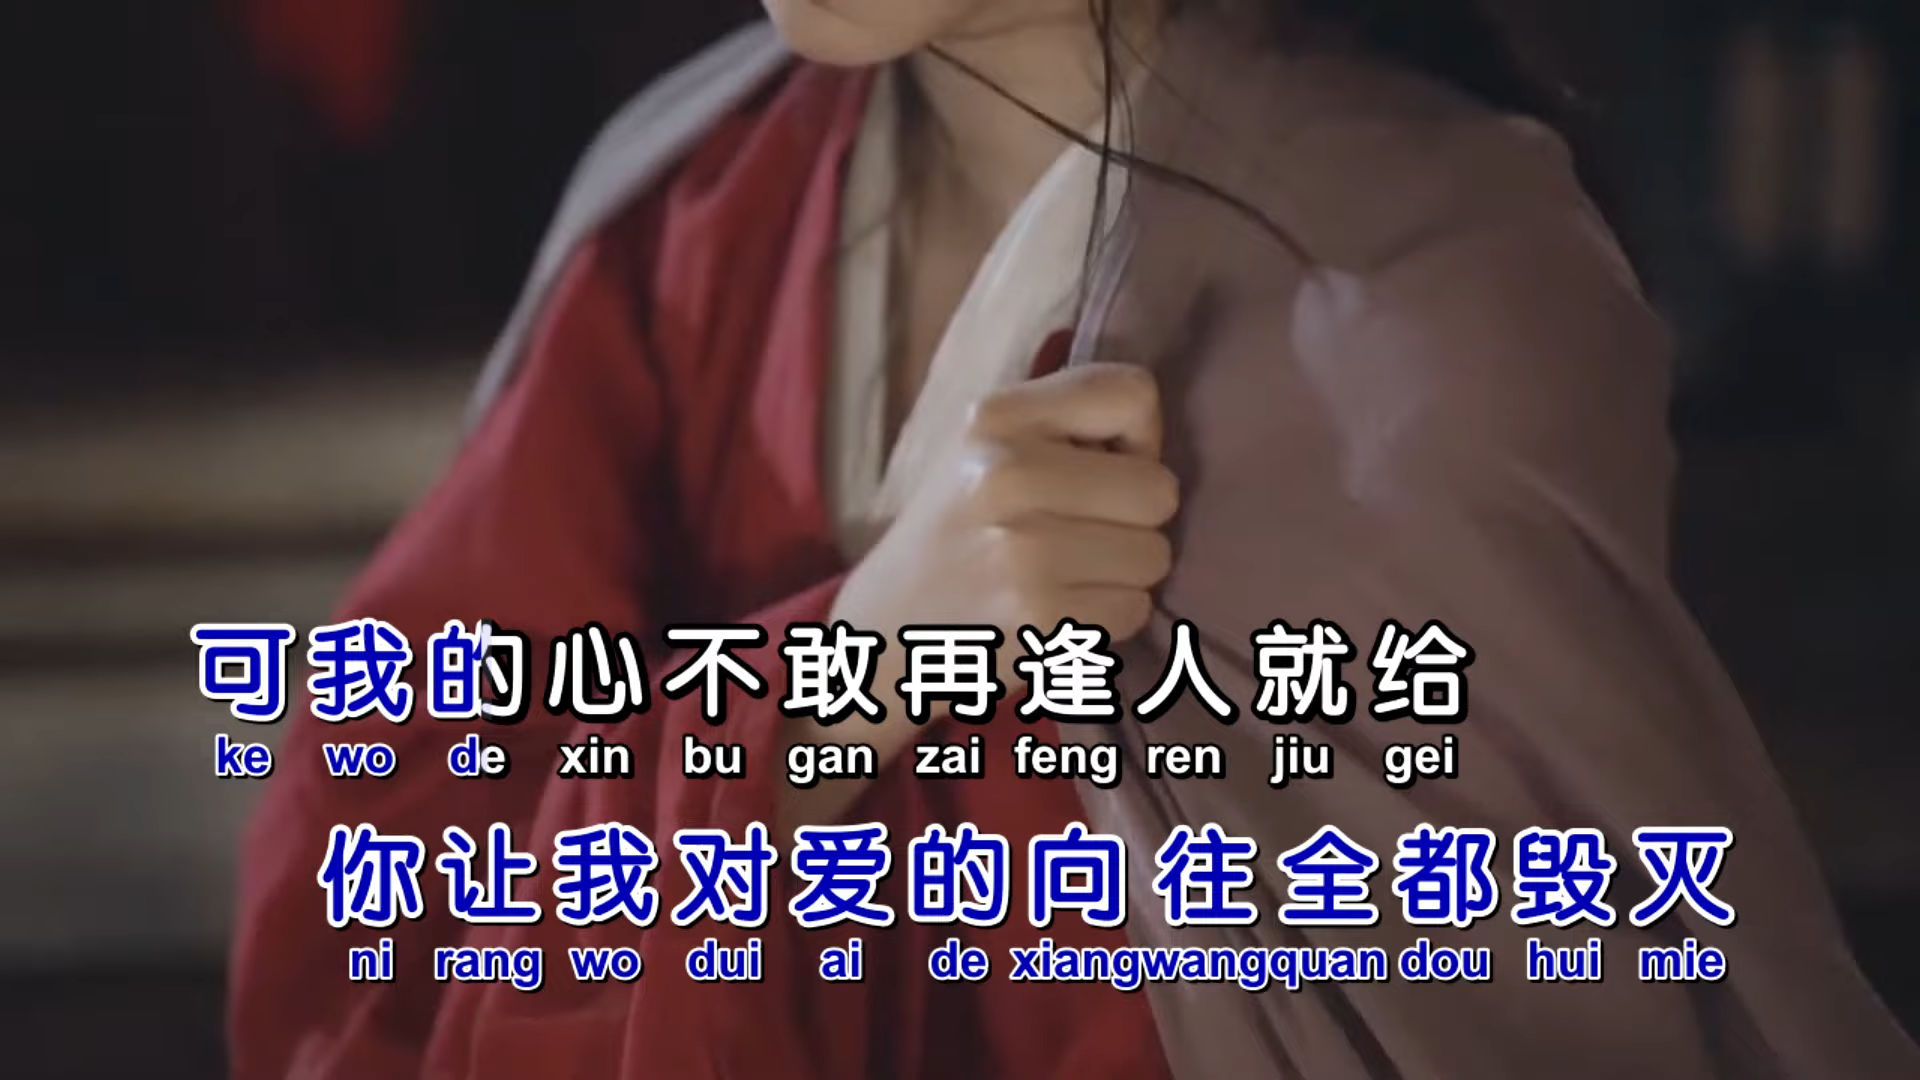 可我的心不敢再逢人就给
ke wo de xin bu gan zai feng ren jiu gei
你让我对爱的向往全都毁灭
ni rang wo dui ai de xiangwangquan dou hui mie